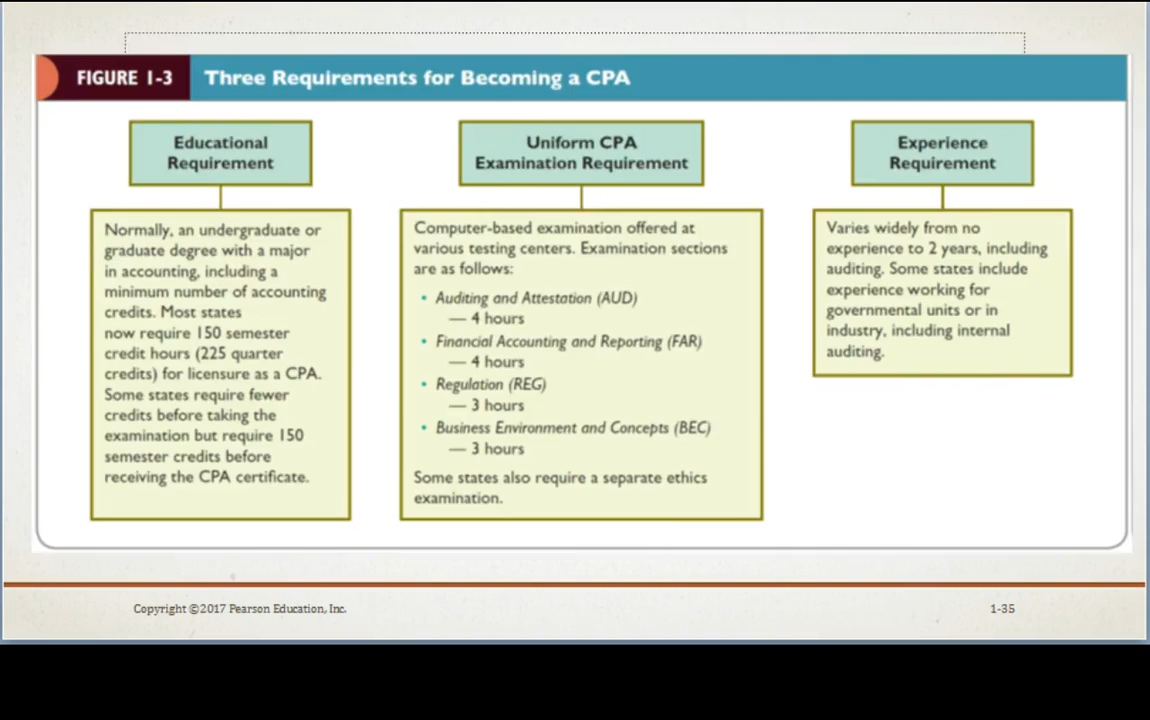 FIGURE 1-3 Three Requirements for Becoming a CPA
Educational
Requirement
Normally, an undergraduate or
graduate degree with a major
in accounting, including a
minimum number of accounting
credits. Most states
now require 150 semester
credit hours (225 quarter
credits) for licensure as a CPA.
Some states require fewer
credits before taking the
examination but require 150
semester credits before
receiving the CPA certificate.
Uniform CPA
Examination Requirement
Computer-based examination offered at
various testing centers. Examination sections
are as follows:
• Auditing and Attestation (AUD)
— 4 hours
• Financial Accounting and Reporting (FAR)
— 4 hours
• Regulation (REG)
— 3 hours
• Business Environment and Concepts (BEC)
— 3 hours
Some states also require a separate ethics
examination.
Experience
Requirement
Varies widely from no
experience to 2 years, including
auditing. Some states include
experience working for
governmental units or in
industry, including internal
auditing.
Copyright ©2017 Pearson Education, Inc.
1-35